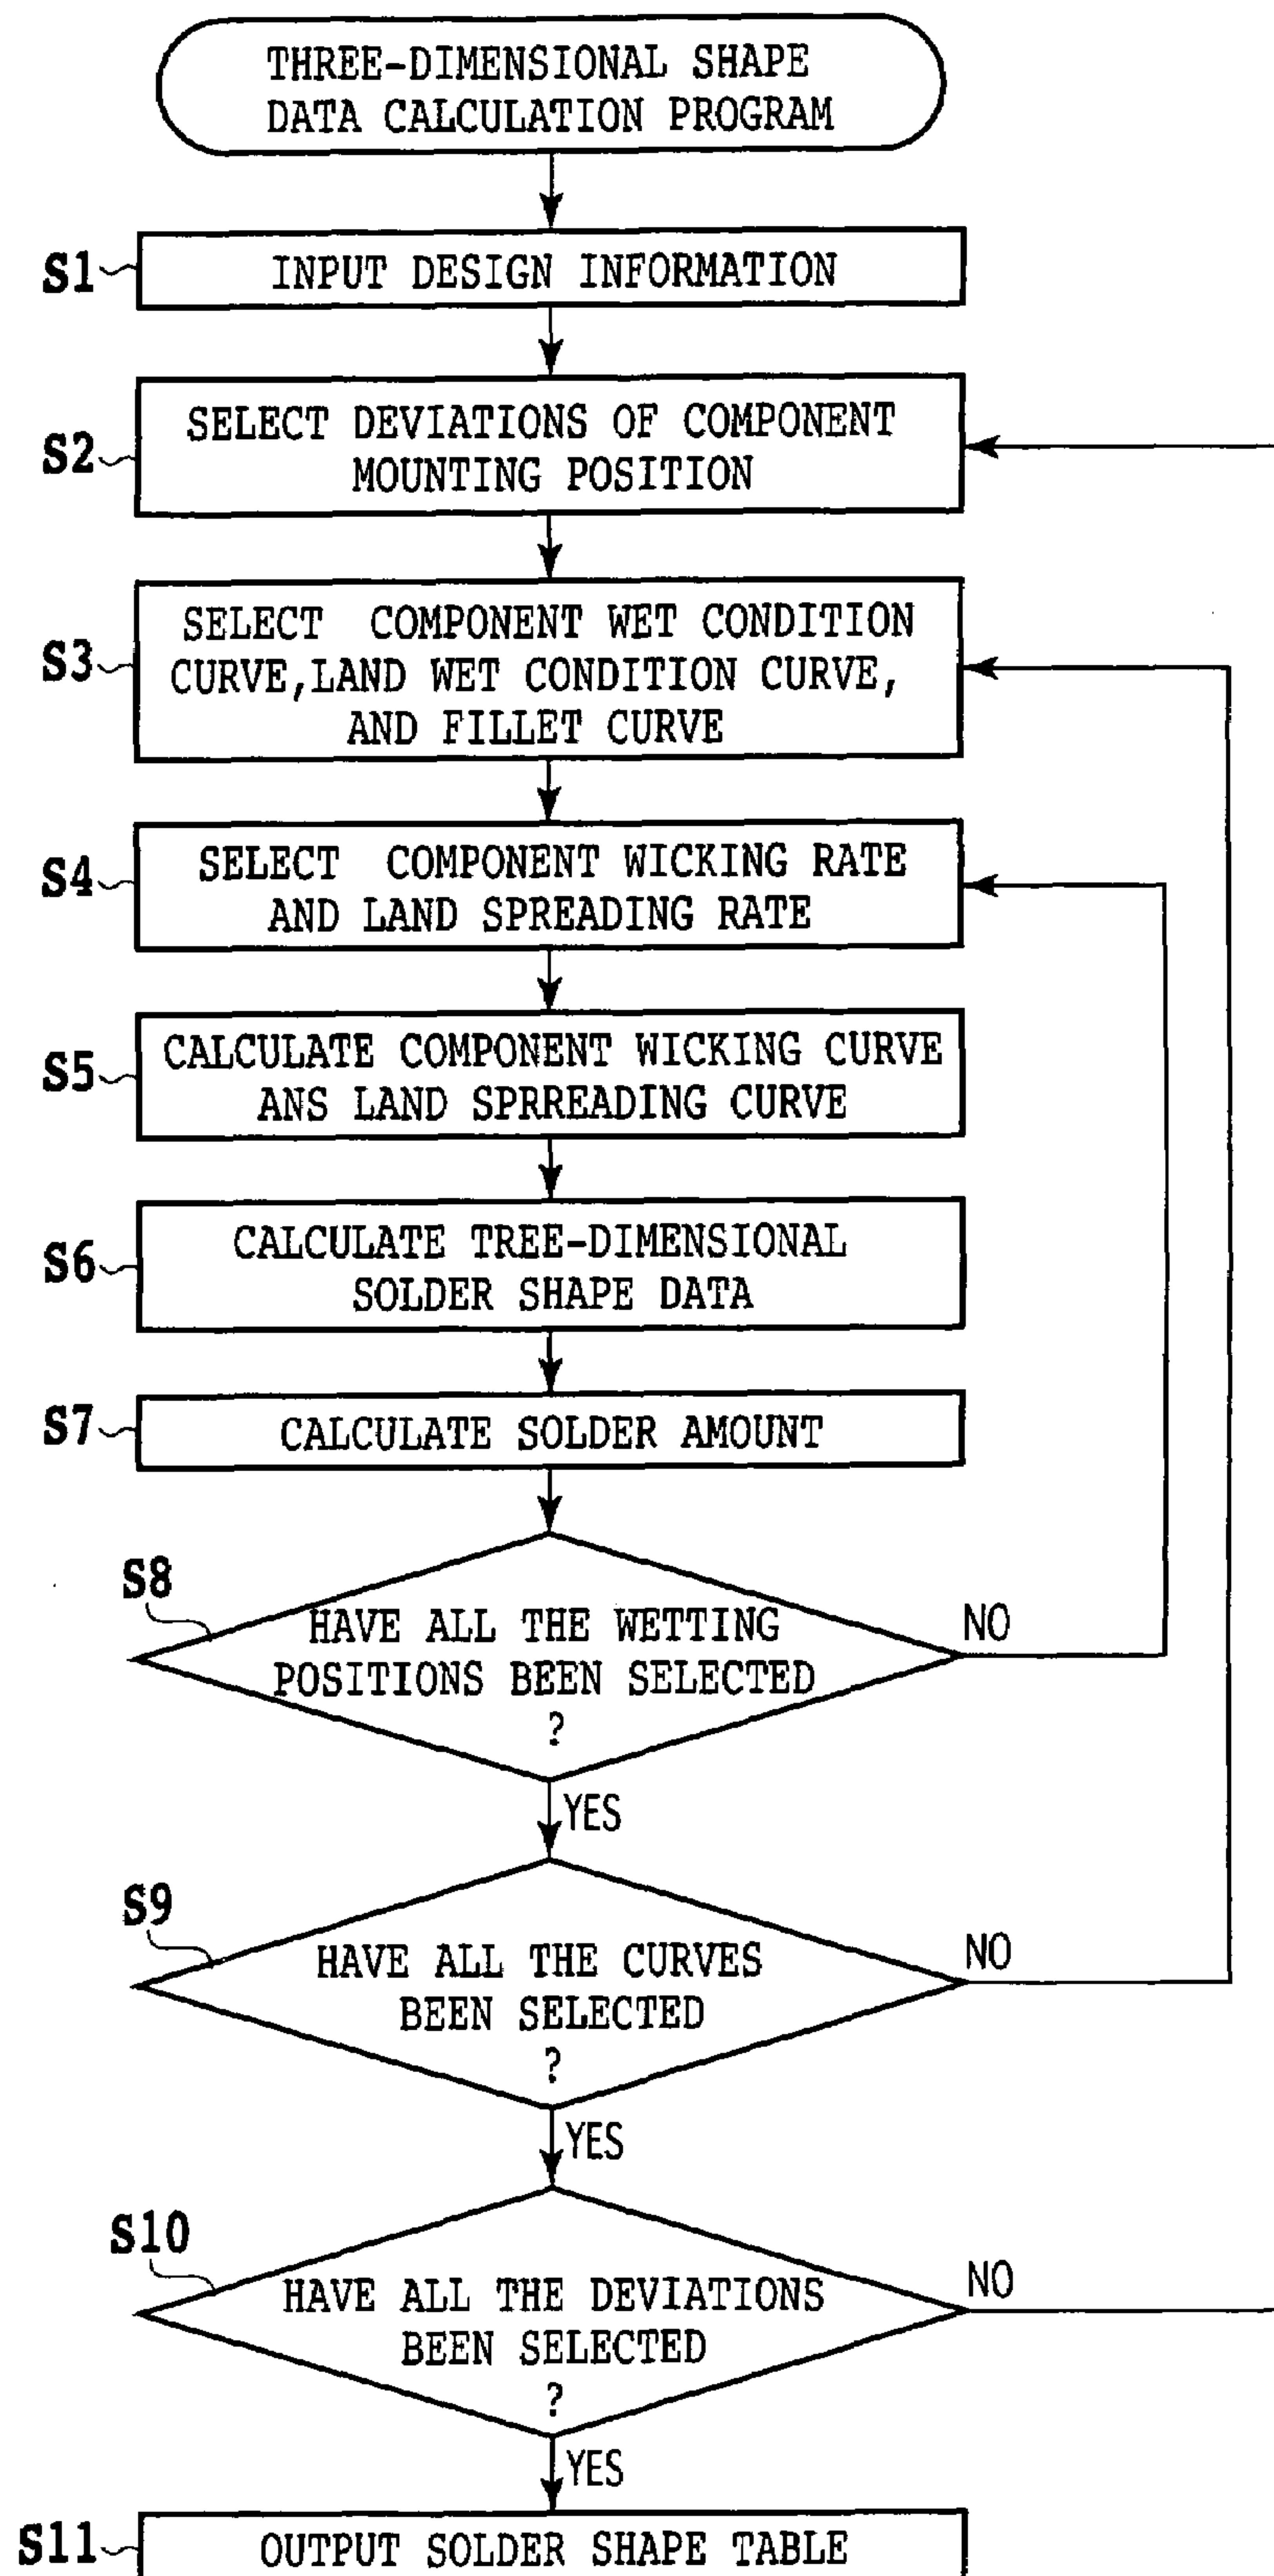 THREE-DIMENSIONAL SHAPE
DATA CALCULATION PROGRAM
S1
INPUT DESIGN INFORMATION
S2
SELECT DEVIATIONS OF COMPONENT
MOUNTING POSITION
S3
SELECT COMPONENT WET CONDITION
CURVE, LAND WET CONDITION CURVE,
AND FILLET CURVE
S4
SELECT COMPONENT WICKING RATE
AND LAND SPREADING RATE
S5
CALCULATE COMPONENT WICKING CURVE
ANS LAND SPRREADING CURVE
S6
CALCULATE TREE-DIMENSIONAL
SOLDER SHAPE DATA
S7
CALCULATE SOLDER AMOUNT
S8
HAVE ALL THE WETTING
POSITIONS BEEN SELECTED
?
NO
YES
S9
HAVE ALL THE CURVES
BEEN SELECTED
?
NO
YES
S10
HAVE ALL THE DEVIATIONS
BEEN SELECTED
?
NO
YES
S11
OUTPUT SOLDER SHAPE TABLE